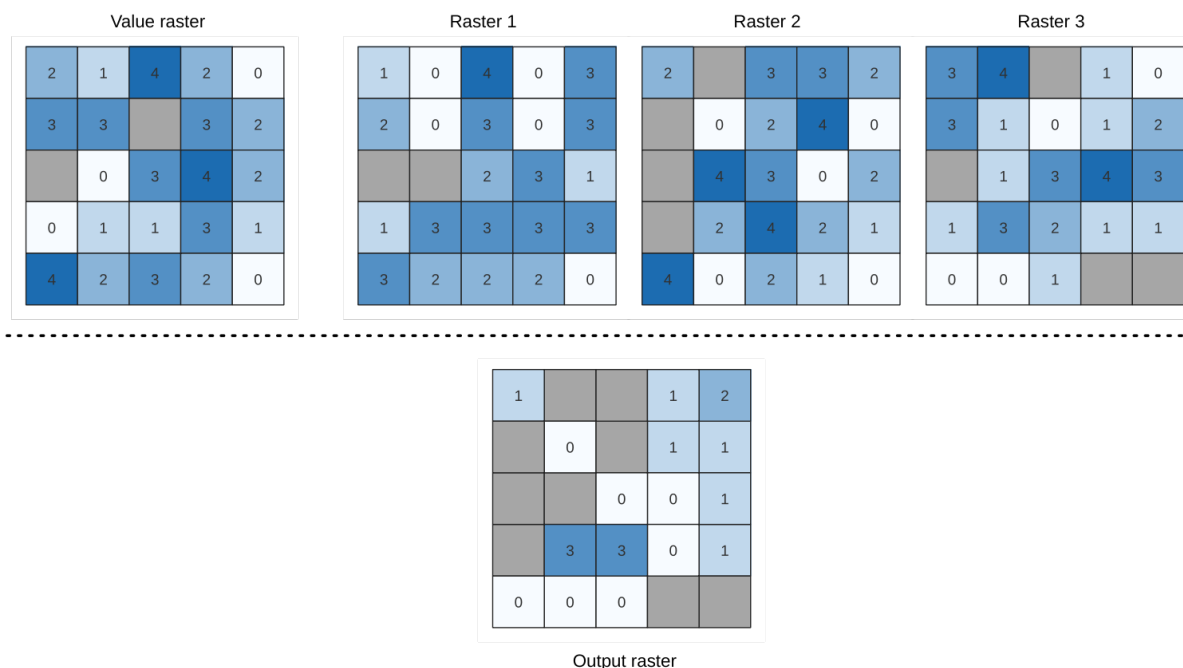 Value raster Raster 1 Raster 2 Raster 3
2 1 4 2 0 1 0 4 0 3 2 3 3 2 3 4 1 0
3 3 3 2 2 0 3 0 3 0 2 4 0 3 1 0 1 2
0 3 4 2 2 3 1 4 3 0 2 1 3 4 3
0 1 1 3 1 1 3 3 3 3 2 4 2 1 1 3 2 1 1
4 2 3 2 0 3 2 2 2 0 4 0 2 1 0 0 0 1
1 1 2
0 1 1
0 0 1
3 3 0 1
0 0 0
Output raster